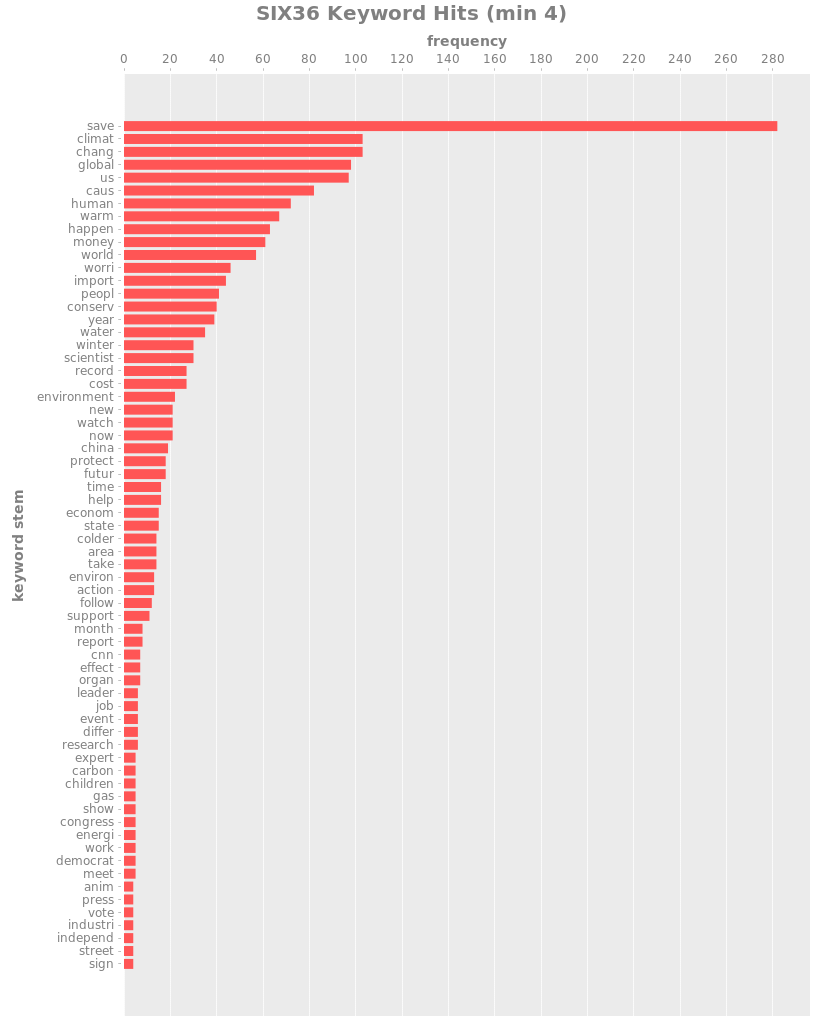 SIX36 Keyword Hits (min 4)
frequency
0 20 40 60 80 100 120 140 160 180 200 220 240 260 280
keyword stem
save
climat
chang
global
us
caus
human
warm
happen
money
world
worri
import
peopl
conserv
year
water
winter
scientist
record
cost
environment
new
watch
now
china
protect
futur
time
help
econom
state
colder
area
take
environ
action
follow
support
month
report
cnn
effect
organ
leader
job
event
differ
research
expert
carbon
children
gas
show
congress
energi
work
democrat
meet
anim
press
vote
industri
independ
street
sign